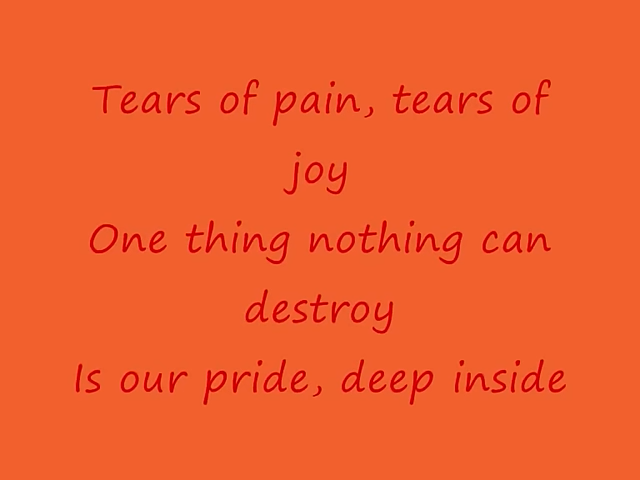 Tears of pain, tears of
joy
One thing nothing can
destroy
Is our pride, deep inside